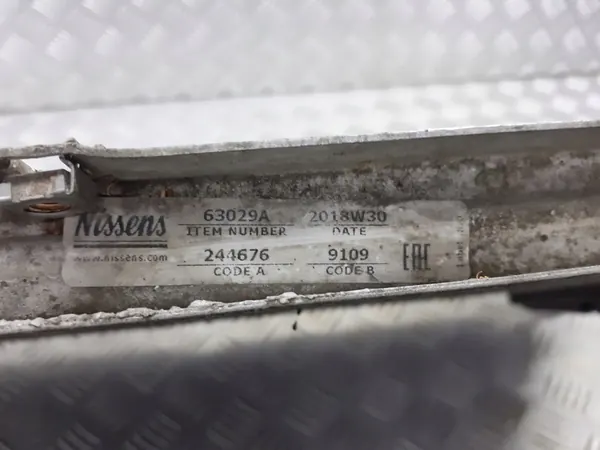 Nissens
www.nissens.com
63029A 2018W30
ITEM NUMBER DATE
244676 9109
CODE A CODE B
EAC